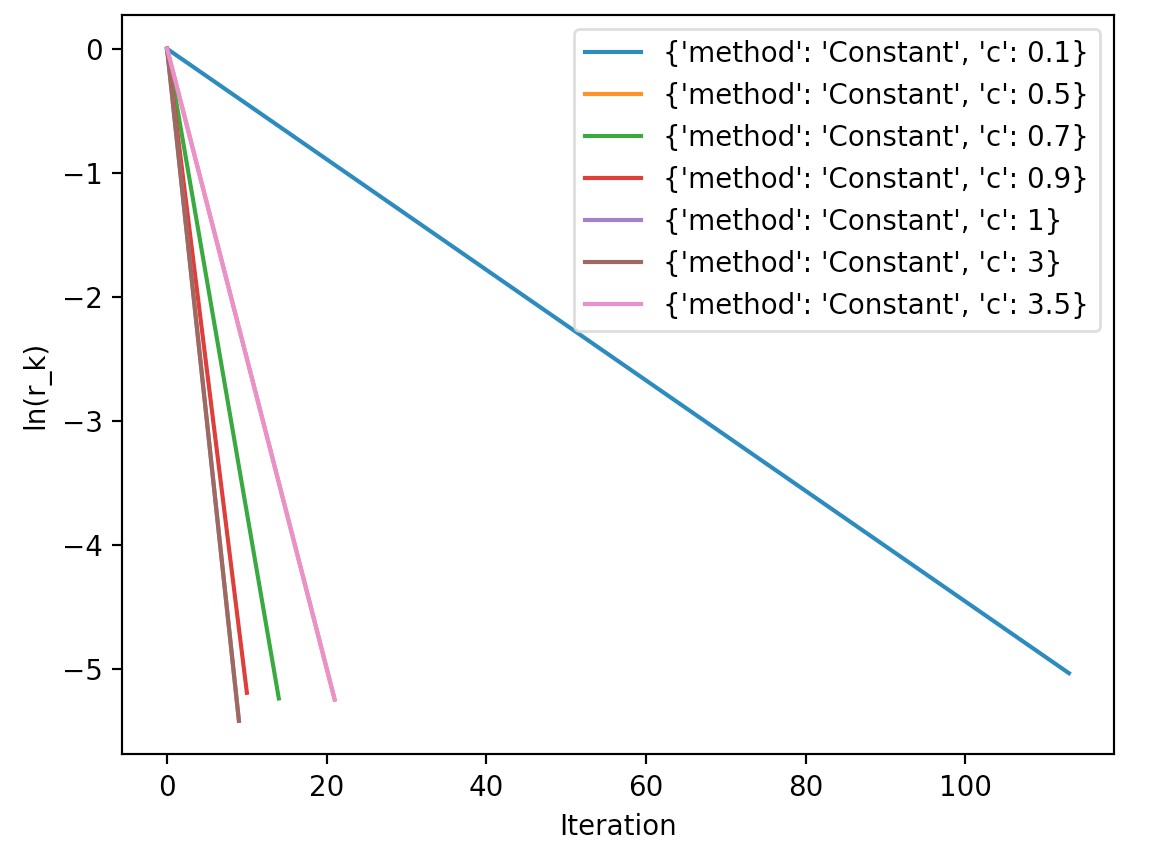 0
−1
−2
−3
−4
−5
ln(r_k)
{'method': 'Constant', 'c': 0.1}
{'method': 'Constant', 'c': 0.5}
{'method': 'Constant', 'c': 0.7}
{'method': 'Constant', 'c': 0.9}
{'method': 'Constant', 'c': 1}
{'method': 'Constant', 'c': 3}
{'method': 'Constant', 'c': 3.5}
0 20 40 60 80 100
Iteration